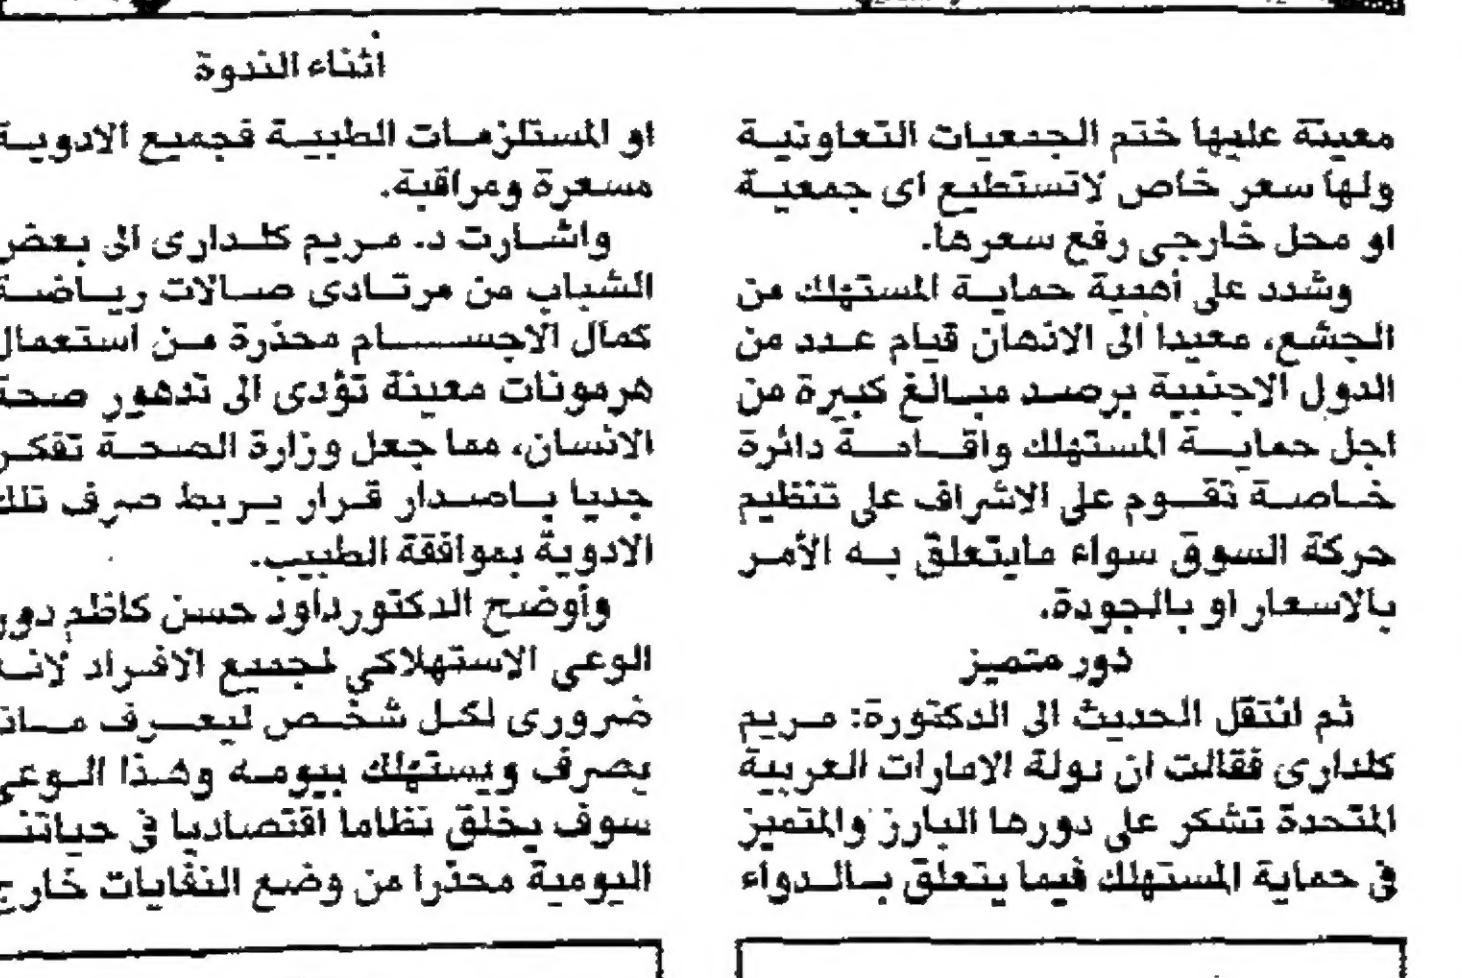 اثناء الندوة
معينة عليها ختم الجمعيات التعاونية
ولها سعر خاص لاتستطيع اى جمعية
او محل خارجى رفع سعرها.
وشدد على أهمية حماية المستهلك من
الجشع، معيدا الى الاذهان قيام عدد من
الدول الاجنبية برصد مبالغ كبيرة من
اجل حماية المستهلك واقامة دائرة
خاصة تقوم على الاشراف على تنظيم
حركة السوق سواء مايتعلق به الأمر
بالاسعار او بالجودة.
دور متميز
ثم انتقل الحديث الى الدكتورة: مريم
كلدارى فقالت ان دولة الامارات العربية
المتحدة تشكر على دورها البارز والمتميز
في حماية المستهلك فيما يتعلق بالدواء
او المستلزمات الطبية فجميع الادوية
مسعرة ومراقبة.
واشارت د. مريم كلدارى الى بعض
الشباب من مرتادى صالات رياضة
كمال الاجسام محذرة من استعمال
هرمونات معينة تؤدى الى تدهور صحة
الانسان، مما جعل وزارة الصحة تفكر
جديا باصدار قرار يربط صرف تلك
الادوية بموافقة الطبيب.
وأوضح الدكتور داود حسن كاظم دور
الوعى الاستهلاكي لجميع الافراد لانه
ضرورى لكل شخص ليعرف
يصرف ويستهلك بيومه وهذا الوعى
سوف يخلق نظاما اقتصاديا في حياتنا
اليومية محذرا من وضع النفايات خارج